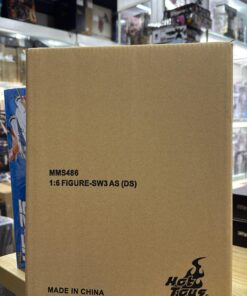 MMS486
1:6 FIGURE-SW3 AS (DS)
MADE IN CHINA
Hot
Toys